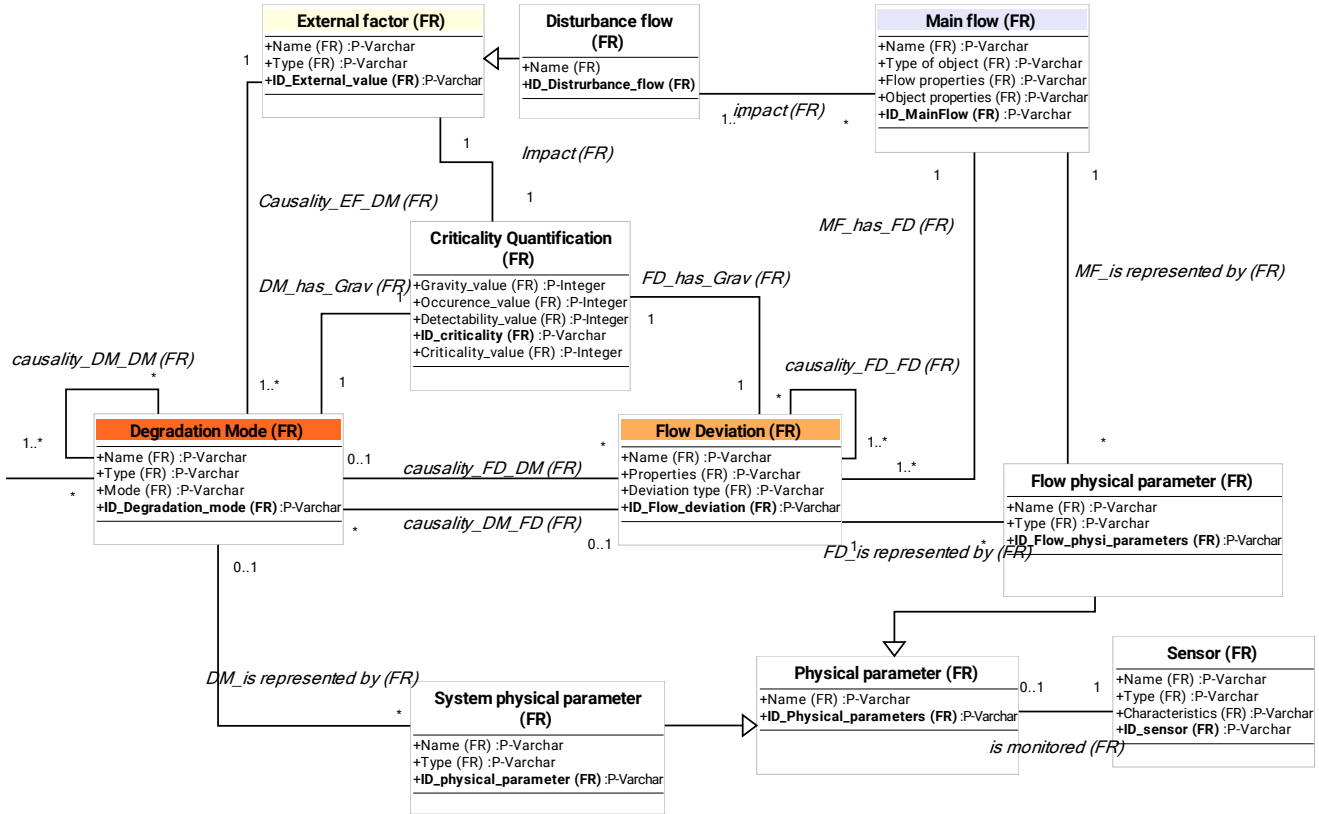 External factor (FR)
+Name (FR) :P-Varchar
+Type (FR) :P-Varchar
+ID_External_value (FR) :P-Varchar
Disturbance flow
(FR)
+Name (FR)
+ID_Distrurbance_flow (FR)
Main flow (FR)
+Name (FR) :P-Varchar
+Type of object (FR) :P-Varchar
+Flow properties (FR) :P-Varchar
+Object properties (FR) :P-Varchar
+ID_MainFlow (FR) :P-Varchar
1
impact (FR)
1..*
*
1
Impact (FR)
1
Causality_EF_DM (FR)
1
1
MF_has_FD (FR)
MF_is represented by (FR)
Criticality Quantification
(FR)
+Gravity_value (FR) :P-Integer
+Occurence_value (FR) :P-Integer
+Detectability_value (FR) :P-Integer
+ID_criticality (FR) :P-Varchar
+Criticality_value (FR) :P-Integer
DM_has_Grav (FR)
1
FD_has_Grav (FR)
1
causality_DM_DM (FR)
*
1..*
1..*
1
1
causality_FD_FD (FR)
*
1..*
1..*
*
Degradation Mode (FR)
+Name (FR) :P-Varchar
+Type (FR) :P-Varchar
+Mode (FR) :P-Varchar
+ID_Degradation_mode (FR) :P-Varchar
*
0..1
*
causality_FD_DM (FR)
causality_DM_FD (FR)
*
0..1
Flow Deviation (FR)
+Name (FR) :P-Varchar
+Properties (FR) :P-Varchar
+Deviation type (FR) :P-Varchar
+ID_Flow_deviation (FR) :P-Varchar
Flow physical parameter (FR)
+Name (FR) :P-Varchar
+Type (FR) :P-Varchar
+ID_Flow_physi_parameters (FR) :P-Varchar
1
*
FD_is represented by (FR)
0..1
DM_is represented by (FR)
*
System physical parameter
(FR)
+Name (FR) :P-Varchar
+Type (FR) :P-Varchar
+ID_physical_parameter (FR) :P-Varchar
Physical parameter (FR)
+Name (FR) :P-Varchar
+ID_Physical_parameters (FR) :P-Varchar
0..1
1
is monitored (FR)
Sensor (FR)
+Name (FR) :P-Varchar
+Type (FR) :P-Varchar
+Characteristics (FR) :P-Varchar
+ID_sensor (FR) :P-Varchar